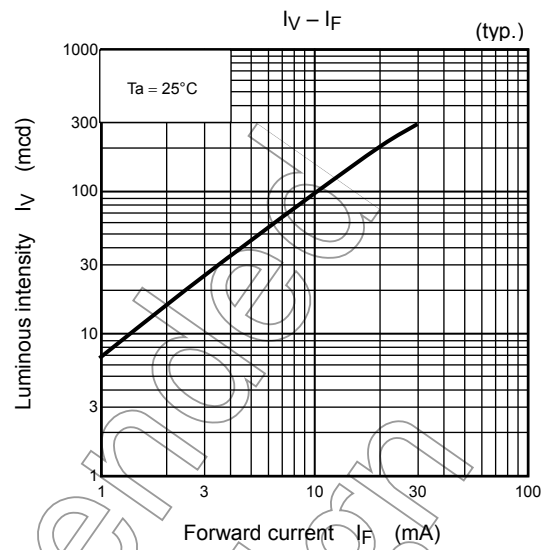 IV – IF
(typ.)
1000
Ta = 25°C
300
100
30
10
3
1
Luminous intensity IV (mcd)
1
3
10
30
100
Forward current IF (mA)